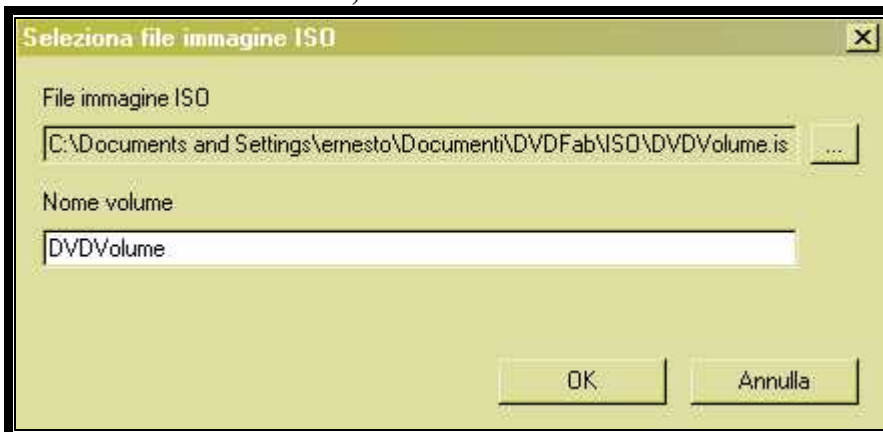 Seleziona file immagine ISO
File immagine ISO
C:\Documents and Settings\ernesto\Documenti\DVDFab\ISO\DVDVolume.is
...
Nome volume
DVDVolume
OK
Annulla